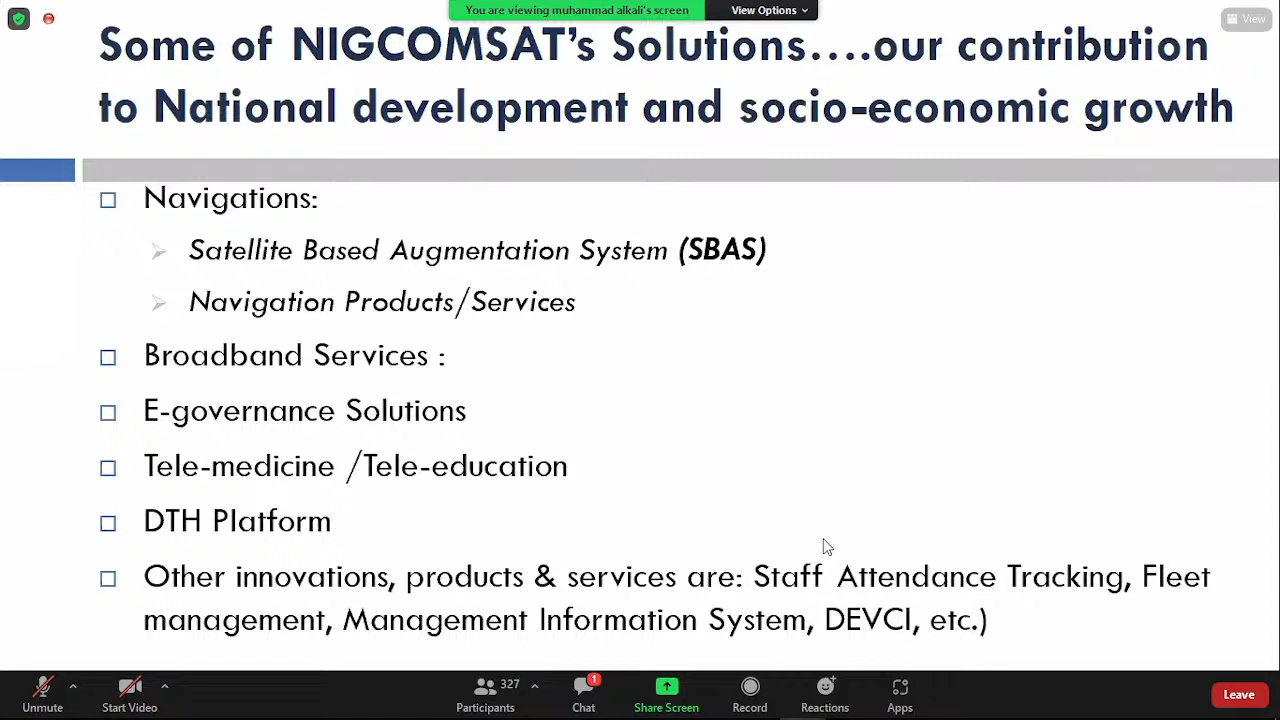 You are viewing muhammad alkali's screen
View Options
View
Some of NIGCOMSAT's Solutions….our contribution
to National development and socio-economic growth
Navigations:
Satellite Based Augmentation System (SBAS)
Navigation Products/Services
Broadband Services :
E-governance Solutions
Tele-medicine /Tele-education
DTH Platform
Other innovations, products & services are: Staff Attendance Tracking, Fleet
management, Management Information System, DEVCI, etc.)
327
1
Unmute
Start Video
Participants
Chat
Share Screen
Record
Reactions
Apps
Leave